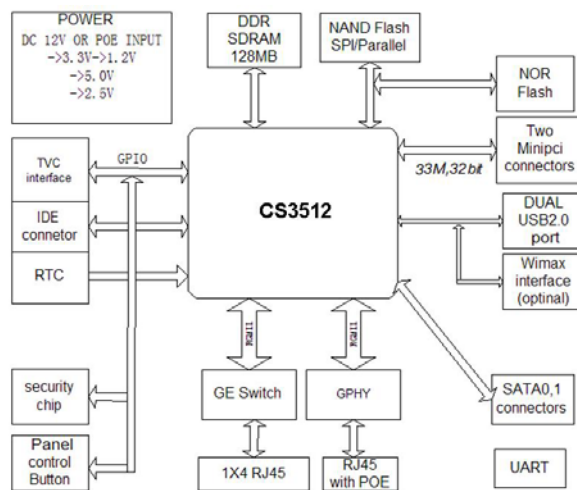 POWER
DC 12V OR POE INPUT
->3.3V->1.2V
->5.0V
->2.5V
DDR
SDRAM
128MB
NAND Flash
SPI/Parallel
NOR
Flash
TVC
interface
GPIO
Two
Minipci
connectors
33M,32bit
CS3512
IDE
connetor
DUAL
USB2.0
port
RTC
Wimax
interface
(optinal)
RGMII
RGMII
security
chip
GE Switch
GPHY
SATA0,1
connectors
Panel
control
Button
1X4 RJ45
RJ45
with POE
UART